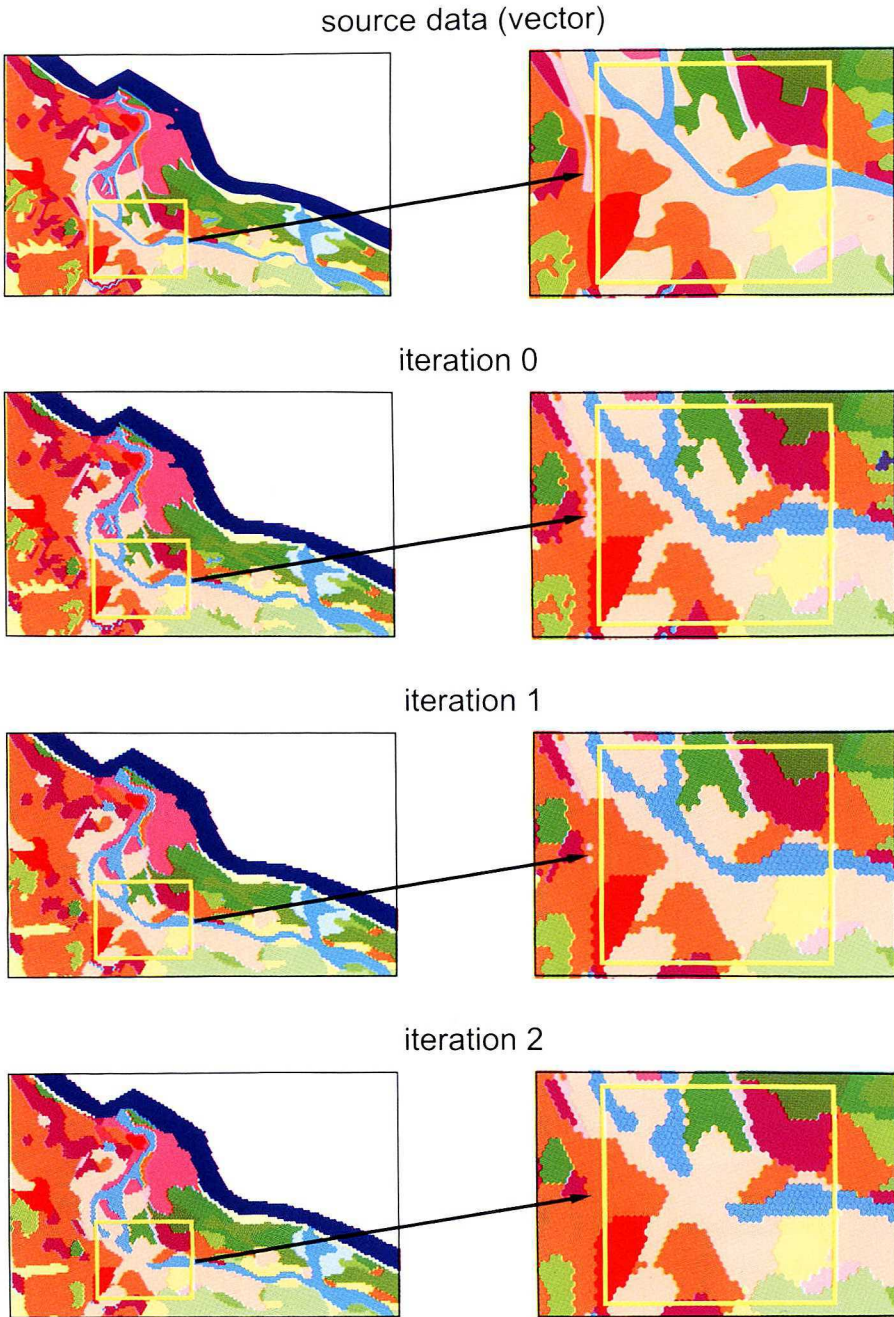 source data (vector)
iteration 0
iteration 1
iteration 2